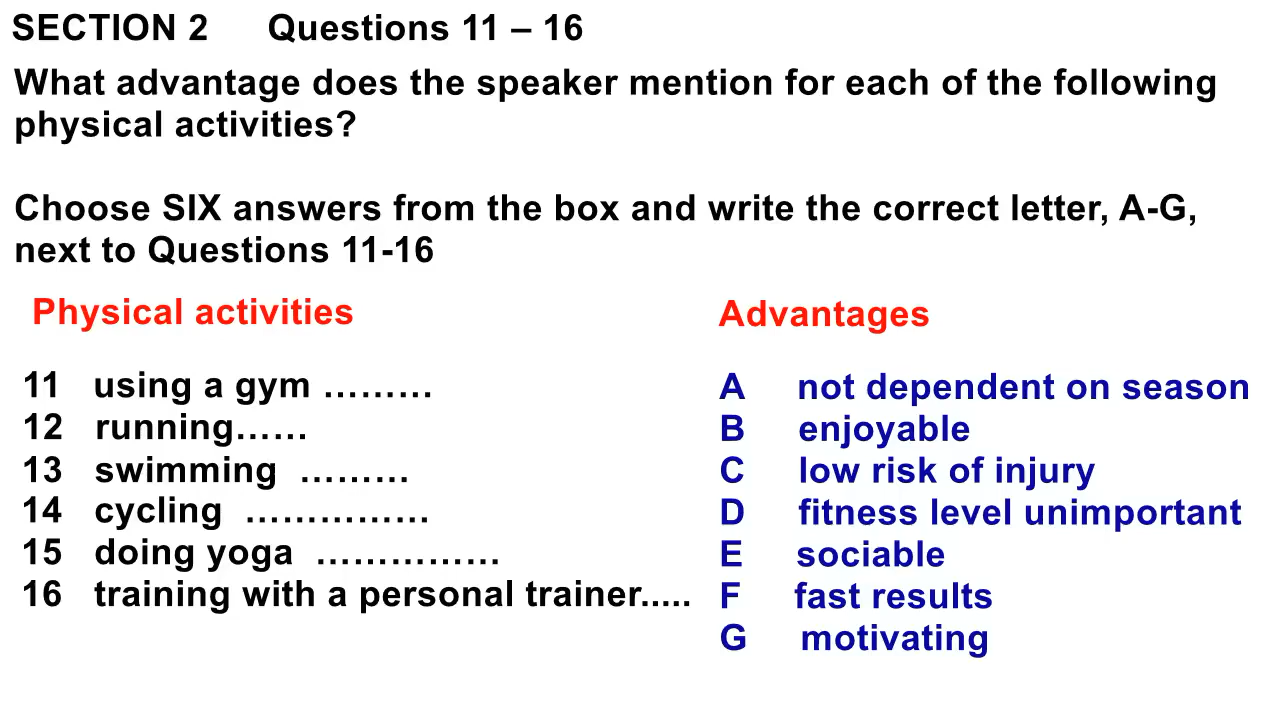 SECTION 2 Questions 11 – 16
What advantage does the speaker mention for each of the following
physical activities?
Choose SIX answers from the box and write the correct letter, A-G,
next to Questions 11-16
Physical activities
11 using a gym ………
12 running……
13 swimming ………
14 cycling ……………
15 doing yoga ……………
16 training with a personal trainer.....
Advantages
A not dependent on season
B enjoyable
C low risk of injury
D fitness level unimportant
E sociable
F fast results
G motivating